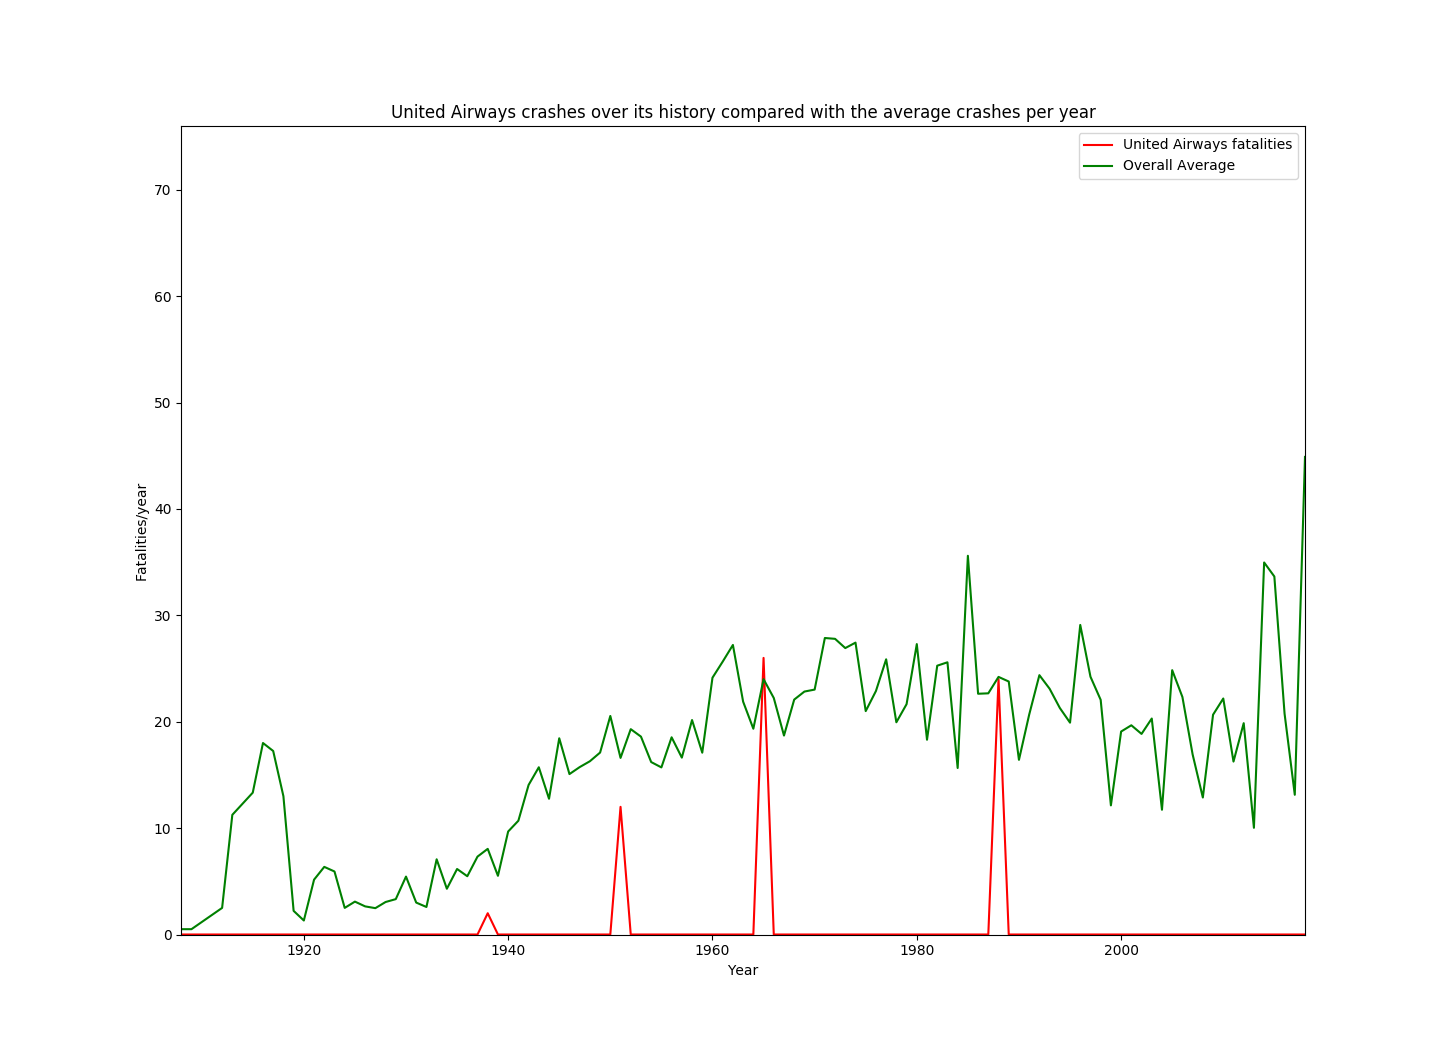 United Airways crashes over its history compared with the average crashes per year
United Airways fatalities
Overall Average
70
60
50
40
30
20
10
0
Fatalities/year
1920 1940 1960 1980 2000
Year